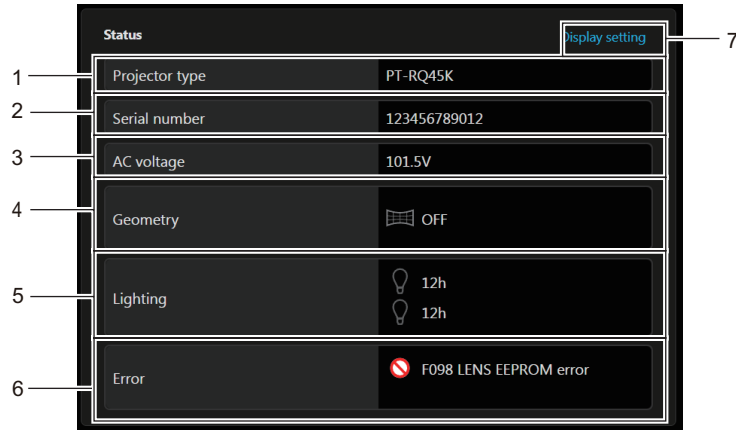 Status
Display setting
7
1
Projector type
PT-RQ45K
2
Serial number
123456789012
3
AC voltage
101.5V
4
Geometry
OFF
5
Lighting
12h
12h
6
Error
F098 LENS EEPROM error